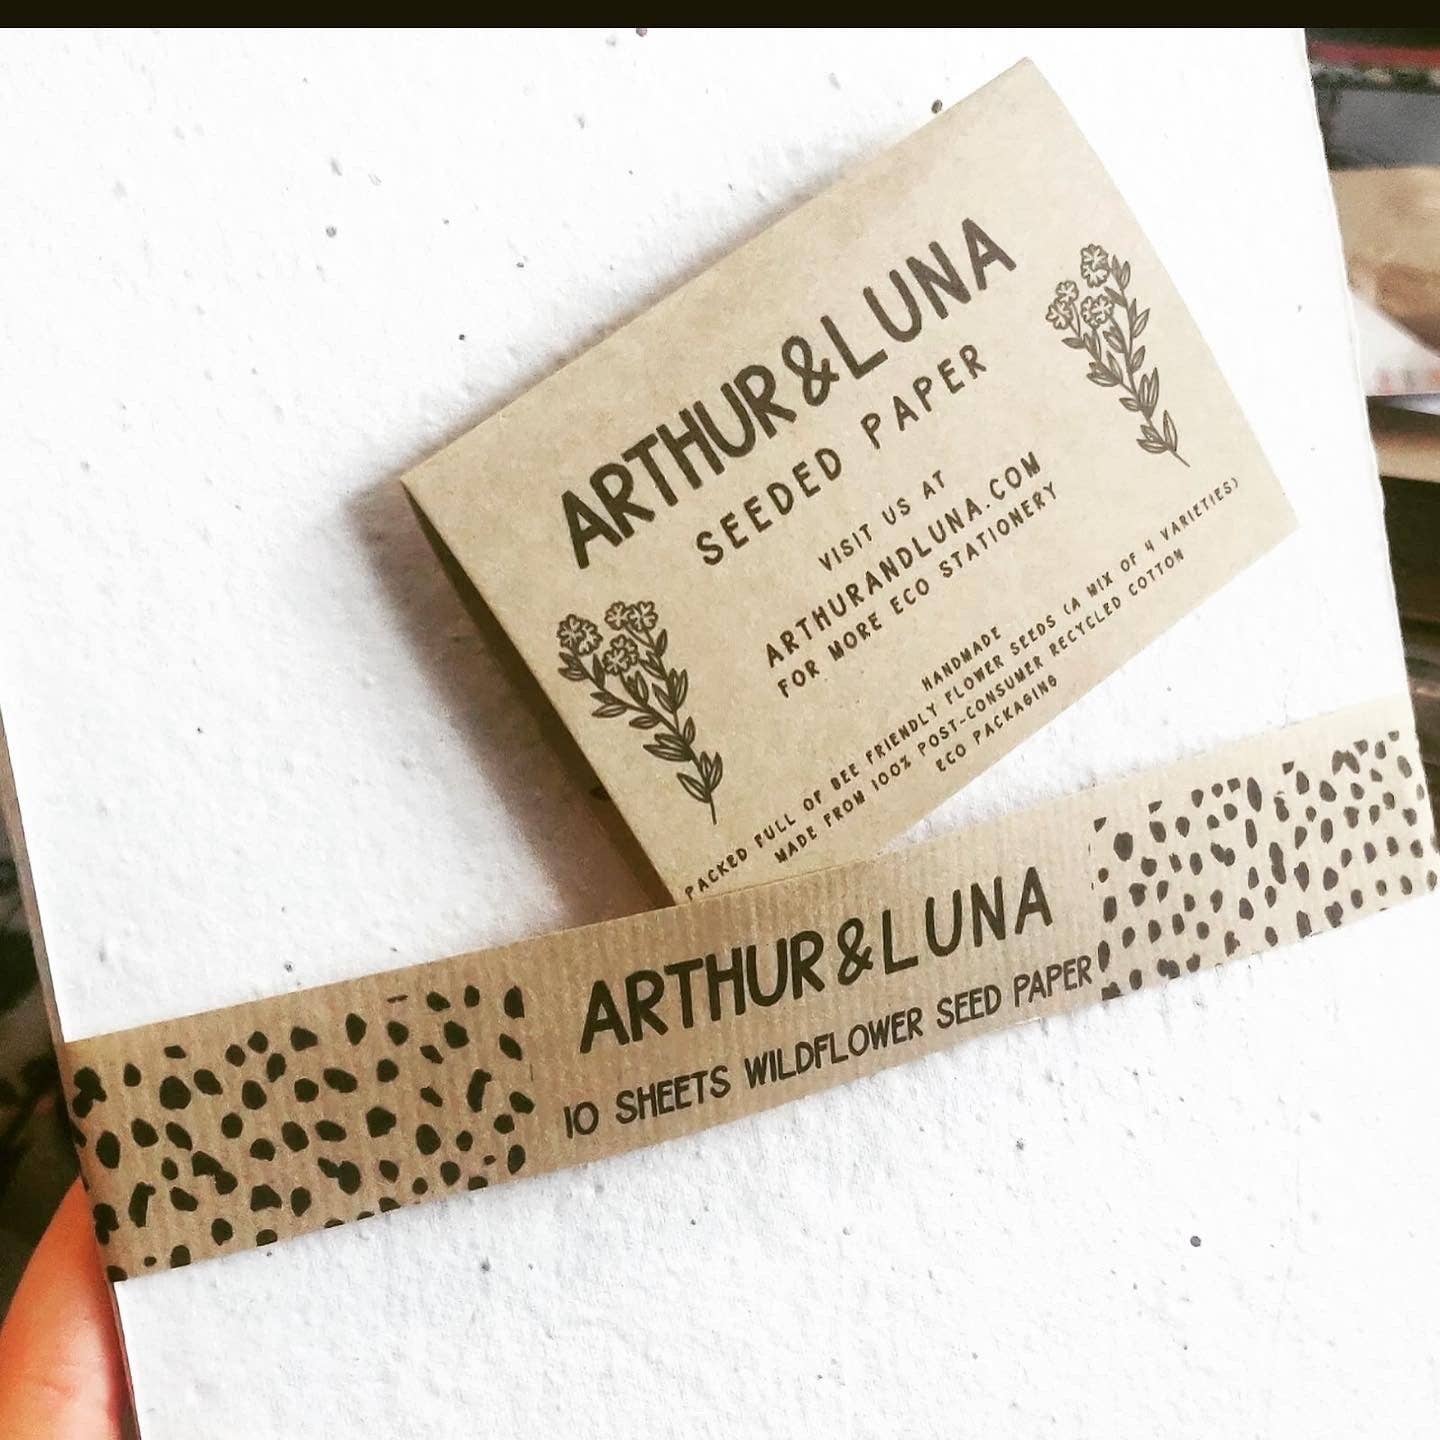 ARTHUR & LUNA
SEEDED PAPER
VISIT US AT
ARTHURANDLUNA.COM
FOR MORE ECO STATIONERY
HANDMADE
PACKED FULL OF BEE FRIENDLY FLOWER SEEDS (A MIX OF 4 VARIETIES)
MADE FROM 100% POST-CONSUMER RECYCLED COTTON
ECO PACKAGING
ARTHUR & LUNA
10 SHEETS WILDFLOWER SEED PAPER